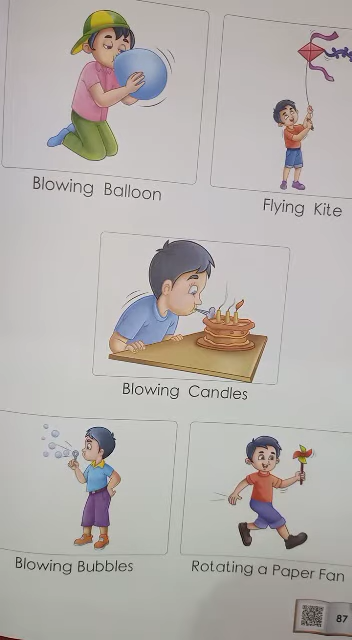 Blowing Balloon
Flying Kite
Blowing Candles
Blowing Bubbles
Rotating a Paper Fan
87